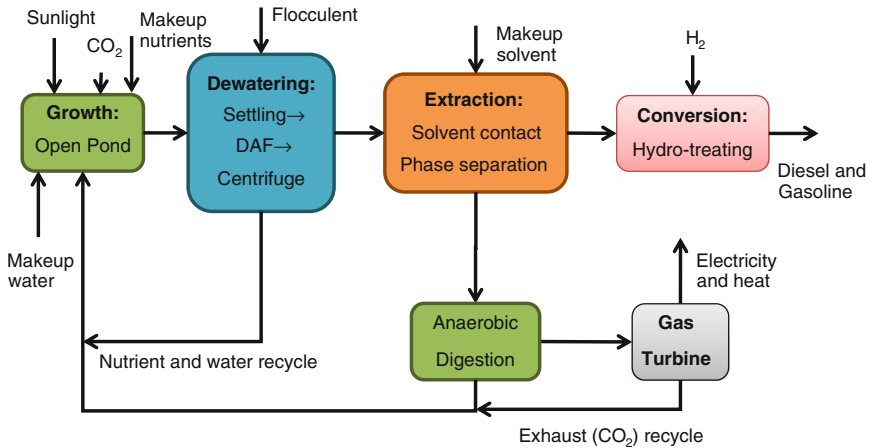 Sunlight
CO₂
Makeup
nutrients
Flocculent
Makeup
solvent
H₂
Growth:
Open Pond
Dewatering:
Settling→
DAF→
Centrifuge
Extraction:
Solvent contact
Phase separation
Conversion:
Hydro-treating
Diesel and
Gasoline
Makeup
water
Electricity
and heat
Anaerobic
Digestion
Gas
Turbine
Nutrient and water recycle
Exhaust (CO₂) recycle